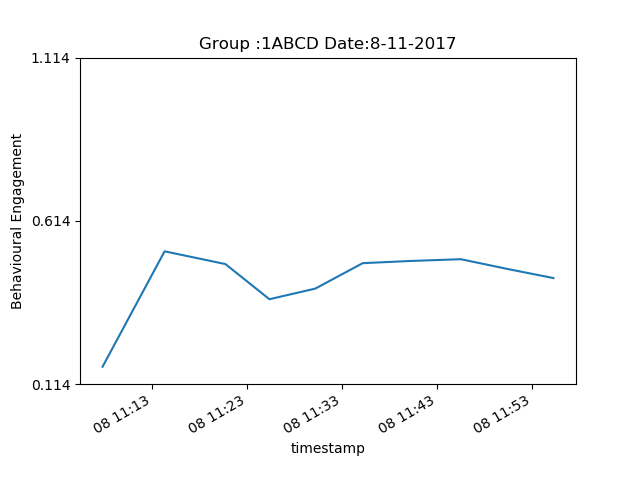 Group :1ABCD Date:8-11-2017
1.114
0.614
0.114
Behavioural Engagement
08 11:13
08 11:23
08 11:33
08 11:43
08 11:53
timestamp